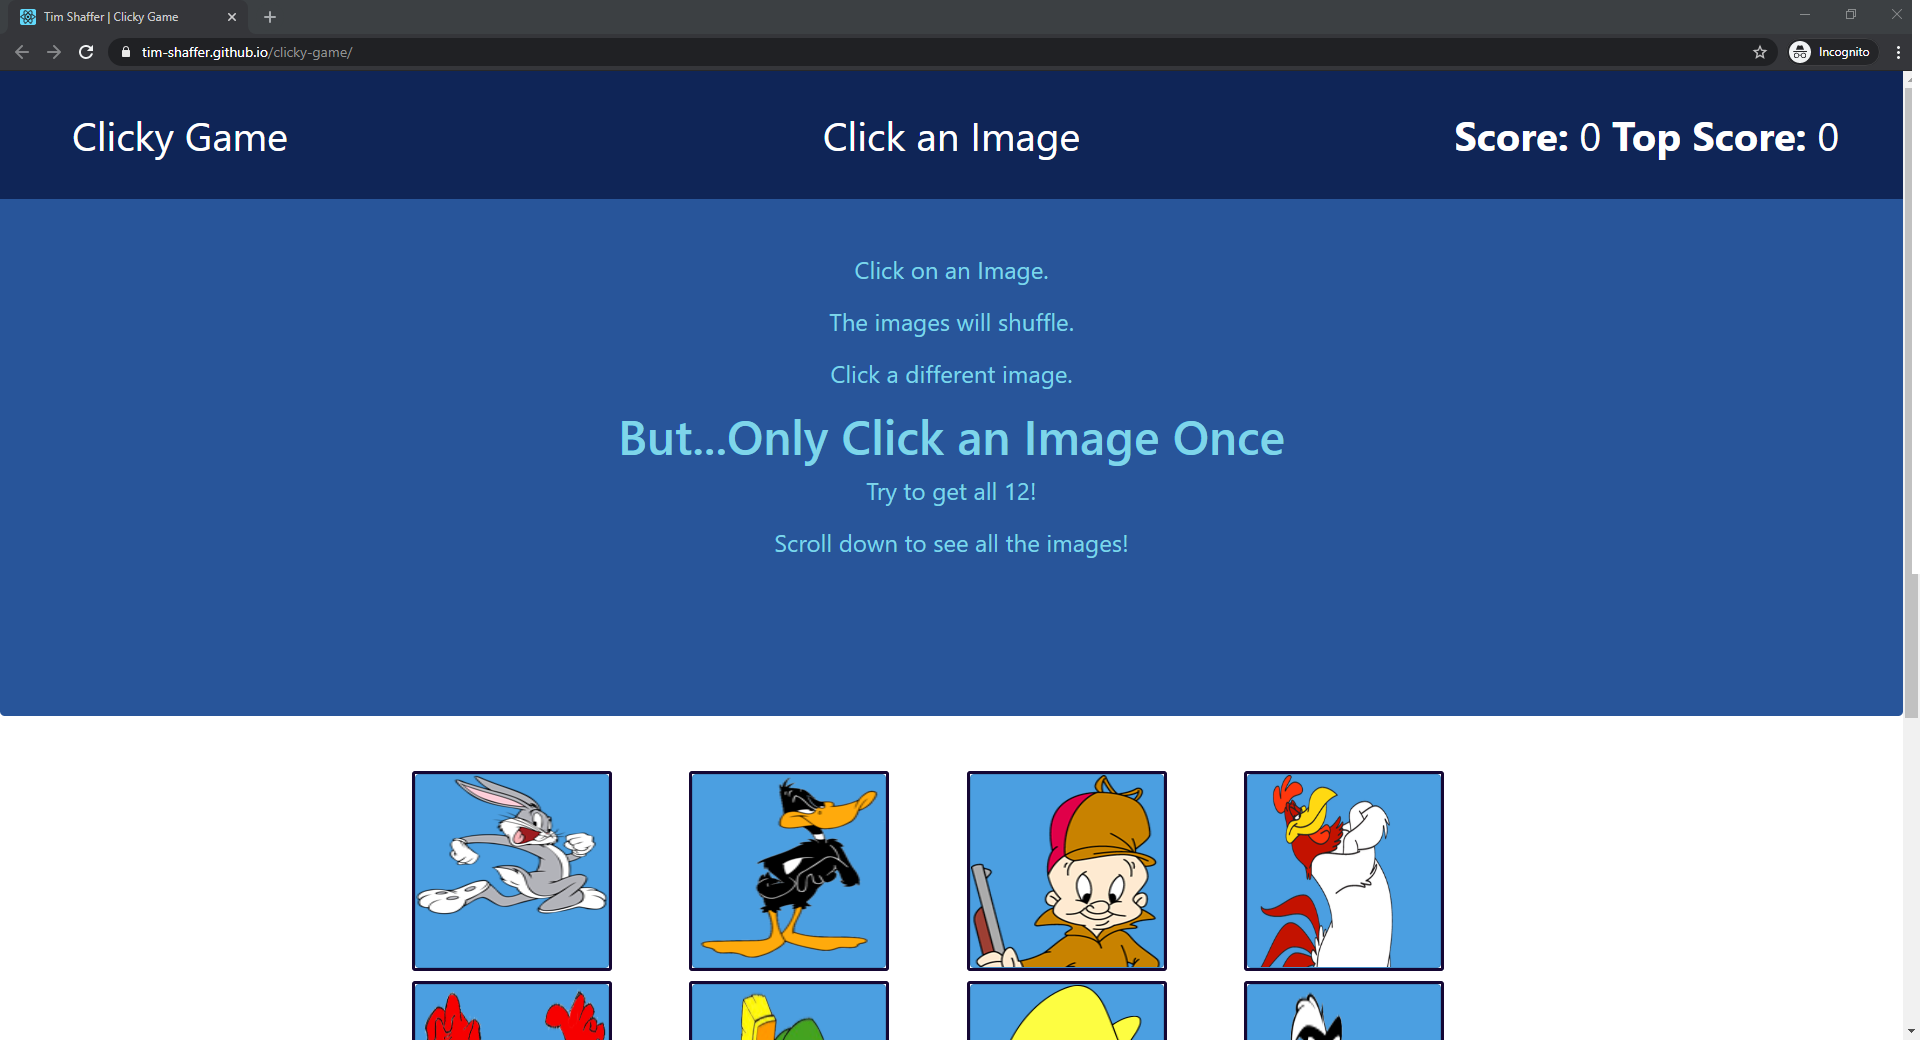 Tim Shaffer | Clicky Game
tim-shaffer.github.io/clicky-game/
Incognito
Clicky Game
Click an Image
Score: 0 Top Score: 0
Click on an Image.
The images will shuffle.
Click a different image.
But...Only Click an Image Once
Try to get all 12!
Scroll down to see all the images!